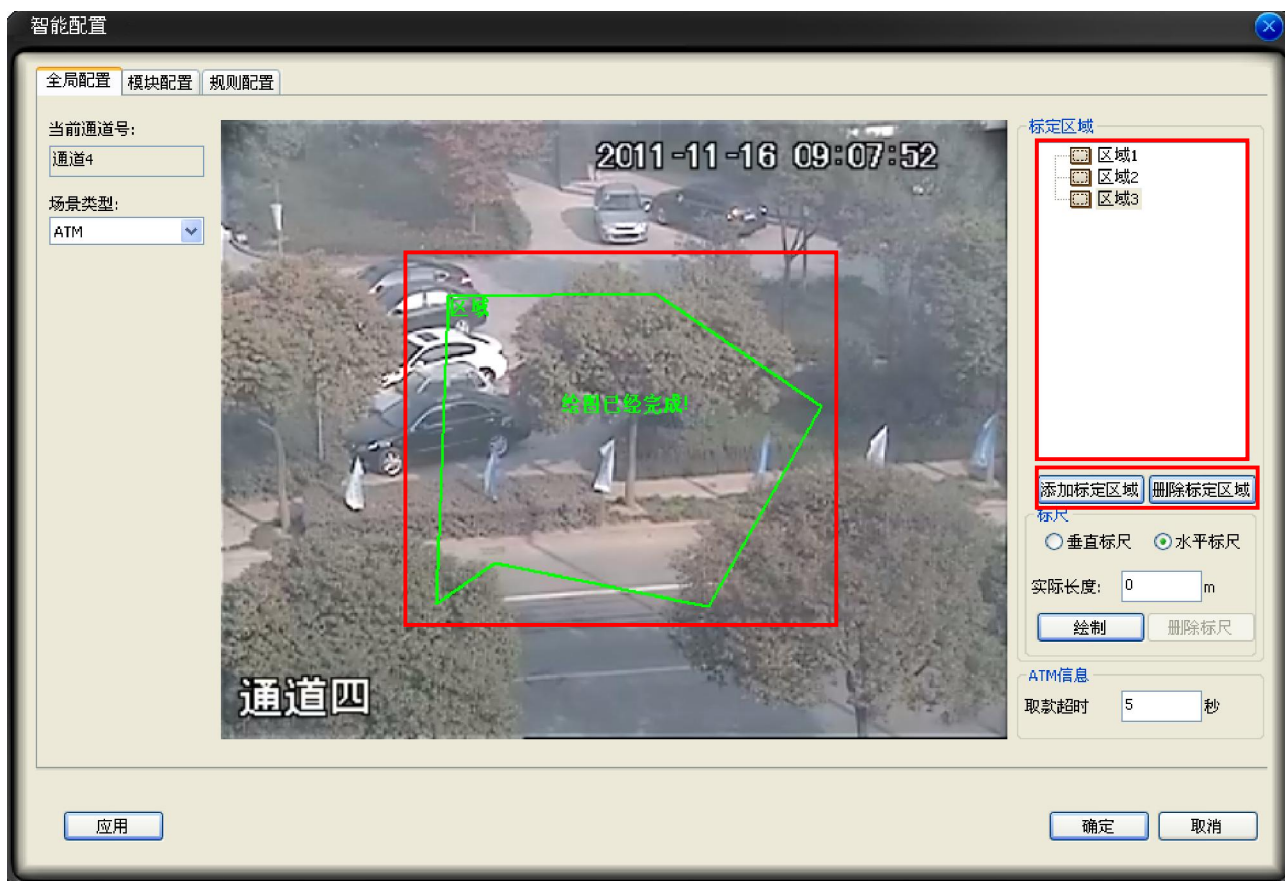 智能配置
全局配置 模块配置 规则配置
当前通道号:
通道4
场景类型:
ATM
2011-11-16 09:07:52
区域
绘图已经完成!
通道四
标定区域
区域1
区域2
区域3
添加标定区域 删除标定区域
标尺
垂直标尺 水平标尺
实际长度: 0 m
绘制 删除标尺
ATM信息
取款超时 5 秒
应用 确定 取消